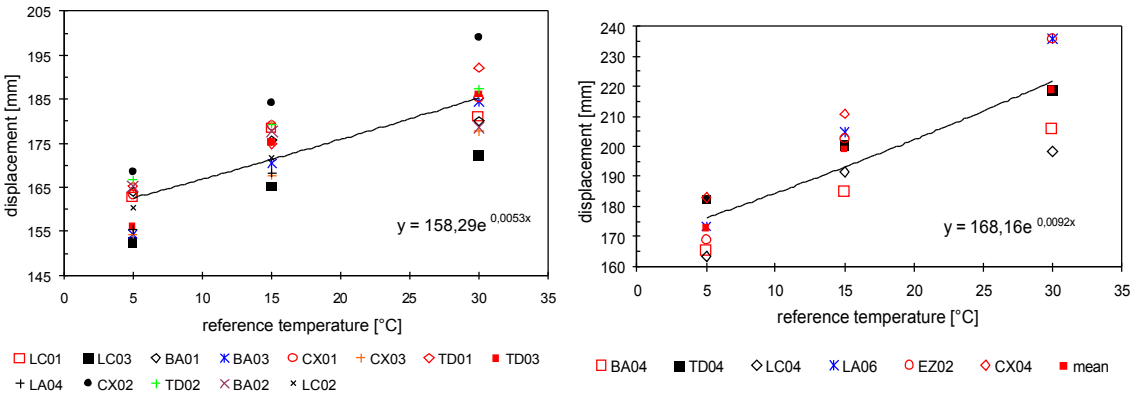 205
195
185
175
165
155
145
displacement [mm]
0 5 10 15 20 25 30 35
reference temperature [°C]
y = 158,29e 0,0053x
LC01 LC03 BA01 BA03 CX01 CX03 TD01 TD03
LA04 CX02 TD02 BA02 LC02
240
230
220
210
200
190
180
170
160
displacement [mm]
0 5 10 15 20 25 30 35
reference temperature [°C]
y = 168,16e 0,0092x
BA04 TD04 LC04 LA06 EZ02 CX04 mean